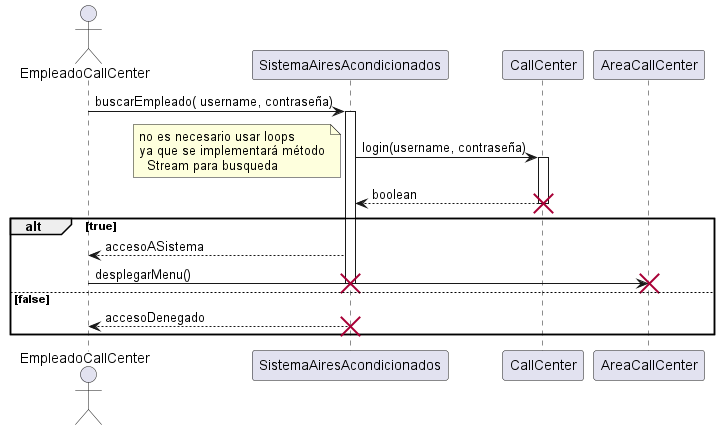 EmpleadoCallCenter
SistemaAiresAcondicionados
CallCenter
AreaCallCenter
buscarEmpleado( username, contraseña)
no es necesario usar loops
ya que se implementará método
Stream para busqueda
login(username, contraseña)
boolean
alt
[true]
accesoASistema
desplegarMenu()
[false]
accesoDenegado
EmpleadoCallCenter
SistemaAiresAcondicionados
CallCenter
AreaCallCenter